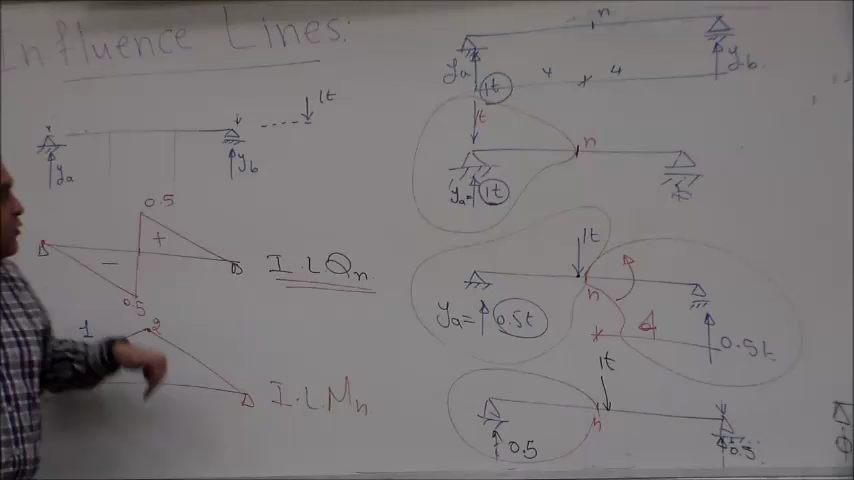 Influence Lines:
1t
ya
yb
0.5
+
-
0.5
I.L Qn
1
2
I.L Mn
n
ya
yb
4
4
1t
1t
n
ya=
1t
1t
n
ya=
0.5t
4
0.5t
1t
n
0.5
0.5